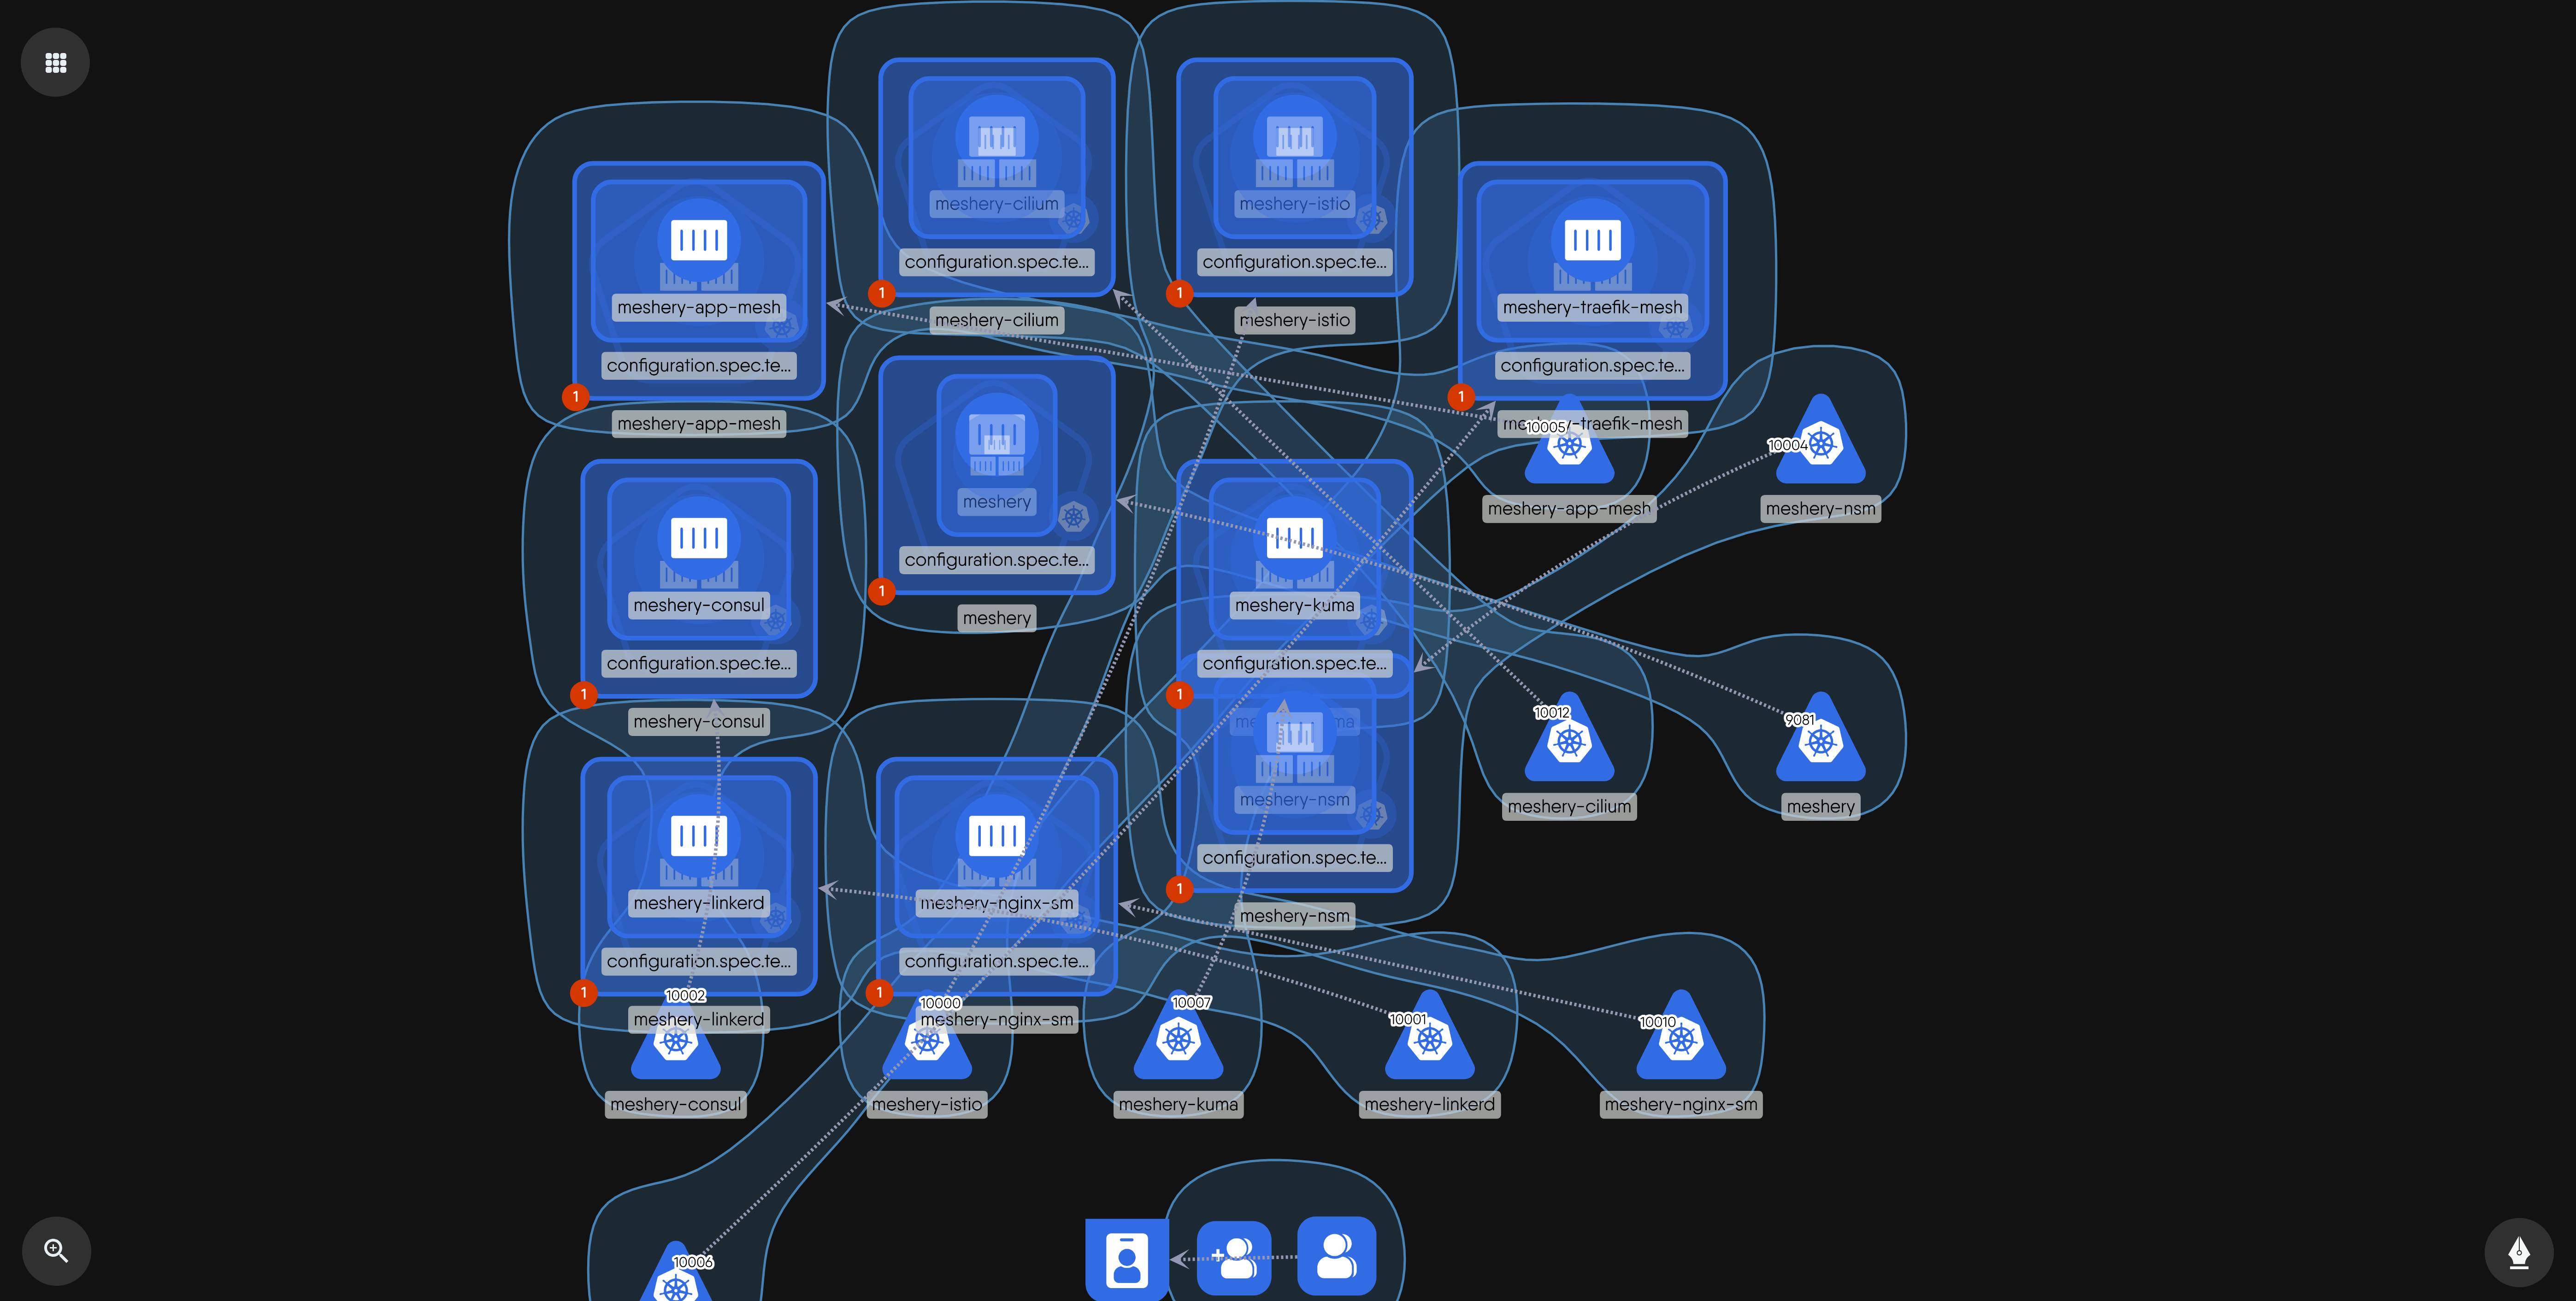 meshery-cilium
configuration.spec.te...
1
meshery-cilium
meshery-istio
configuration.spec.te...
1
meshery-istio
meshery-app-mesh
configuration.spec.te...
1
meshery-app-mesh
meshery-traefik-mesh
configuration.spec.te...
1
meshery-traefik-mesh
10005
meshery-app-mesh
10004
meshery-nsm
meshery
configuration.spec.te...
1
meshery
meshery-consul
configuration.spec.te...
1
meshery-consul
meshery-kuma
configuration.spec.te...
1
meshery-kuma
meshery-nsm
configuration.spec.te...
1
meshery-nsm
10012
meshery-cilium
9081
meshery
meshery-linkerd
configuration.spec.te...
1
meshery-linkerd
meshery-nginx-sm
configuration.spec.te...
1
meshery-nginx-sm
10002
meshery-consul
10000
meshery-istio
10007
meshery-kuma
10001
meshery-linkerd
10010
meshery-nginx-sm
10006